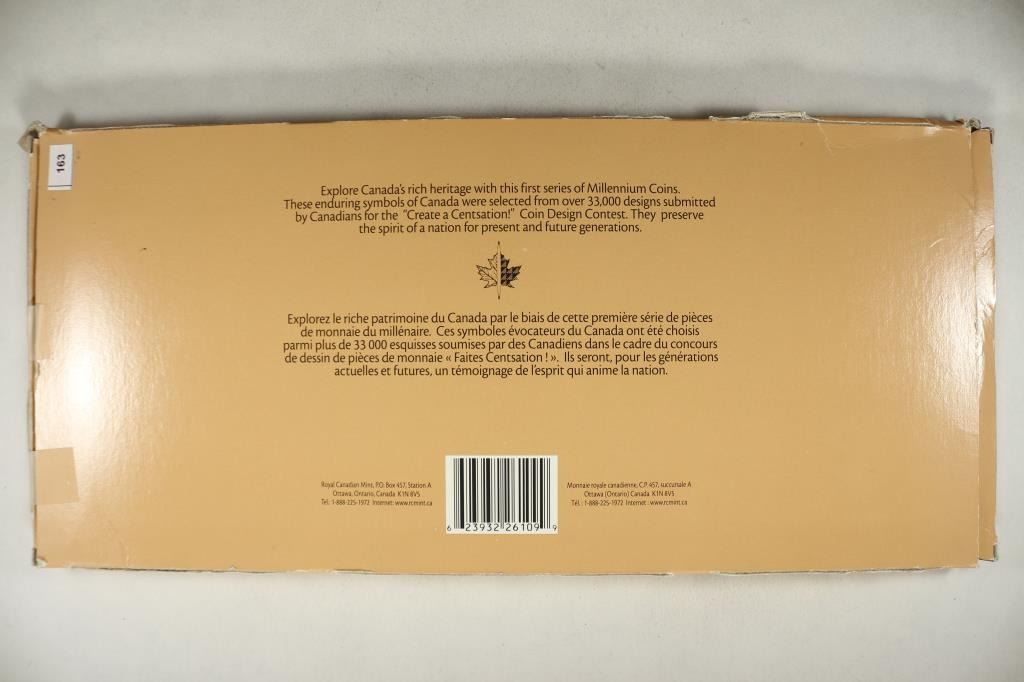 163
Explore Canada's rich heritage with this first series of Millennium Coins.
These enduring symbols of Canada were selected from over 33,000 designs submitted
by Canadians for the "Create a Centsation!" Coin Design Contest. They preserve
the spirit of a nation for present and future generations.
Explorez le riche patrimoine du Canada par le biais de cette première série de pièces
de monnaie du millénaire. Ces symboles évocateurs du Canada ont été choisis
parmi plus de 33 000 esquisses soumises par des Canadiens dans le cadre du concours
de dessin de pièces de monnaie « Faites Centsation ! ». Ils seront, pour les générations
actuelles et futures, un témoignage de l'esprit qui anime la nation.
Royal Canadian Mint, P.O. Box 457, Station A
Ottawa, Ontario, Canada K1N 8V5
Tel.: 1-888-225-1972 Internet: www.rcmint.ca
Monnaie royale canadienne, C.P. 457, succursale A
Ottawa (Ontario) Canada K1N 8V5
Tél. : 1-888-225-1972 Internet : www.rcmint.ca
6 23932 26109 9